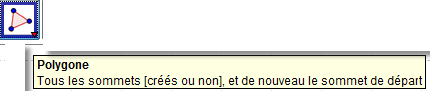 Polygone
Tous les sommets [créés ou non], et de nouveau le sommet de départ